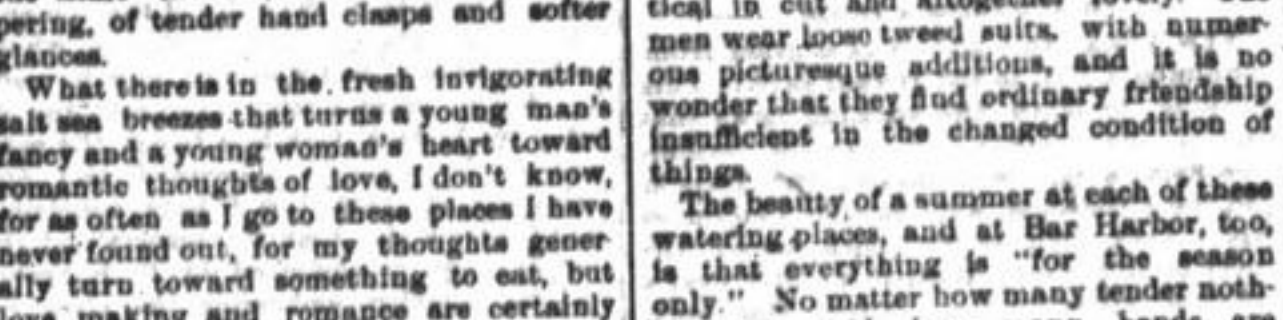 pering, of tender hand clasps and softer
glances.
What there is in the fresh invigorating
salt sea breezes that turns a young man's
fancy and a young woman's heart toward
romantic thoughts of love, I don't know,
for as often as I go to these places I have
never found out, for my thoughts gener-
ally turn toward something to eat, but
love making and romance are certainly
tical in cut and altogether lovely.
men wear loose tweed suits, with numer-
ous picturesque additions, and it is no
wonder that they find ordinary friendship
insufficient in the changed condition of
things.
The beauty of a summer at each of these
watering places, and at Bar Harbor, too,
is that everything is "for the season
only." No matter how many tender noth-
hands are